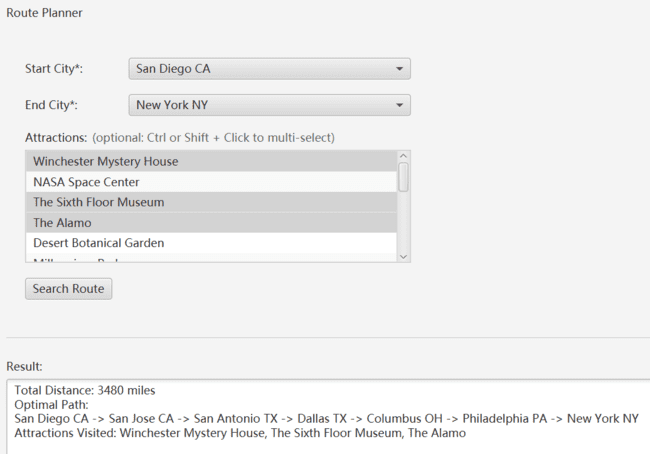 Route Planner
Start City*: San Diego CA
End City*: New York NY
Attractions: (optional: Ctrl or Shift + Click to multi-select)
Winchester Mystery House
NASA Space Center
The Sixth Floor Museum
The Alamo
Desert Botanical Garden
Search Route
Result:
Total Distance: 3480 miles
Optimal Path:
San Diego CA -> San Jose CA -> San Antonio TX -> Dallas TX -> Columbus OH -> Philadelphia PA -> New York NY
Attractions Visited: Winchester Mystery House, The Sixth Floor Museum, The Alamo